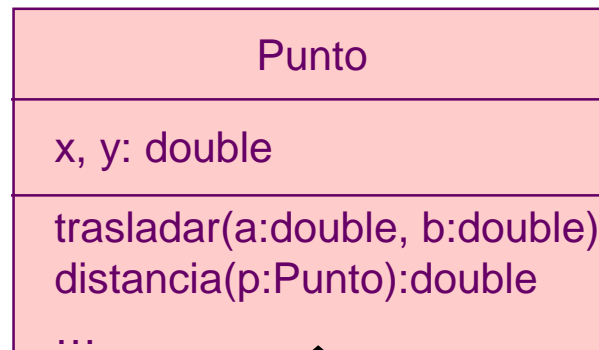 Punto
x, y: double
trasladar(a:double, b:double)
distancia(p:Punto):double
...